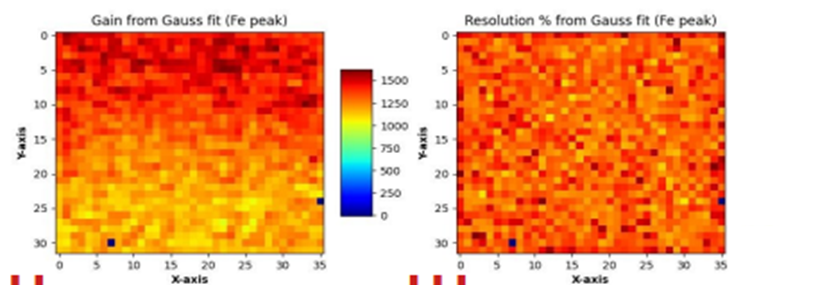 Gain from Gauss fit (Fe peak)
0
5
10
15
20
25
30
Y-axis
0 5 10 15 20 25 30 35
X-axis
1500
1250
1000
750
500
250
0
Resolution % from Gauss fit (Fe peak)
0
5
10
15
20
25
30
Y-axis
0 5 10 15 20 25 30 35
X-axis